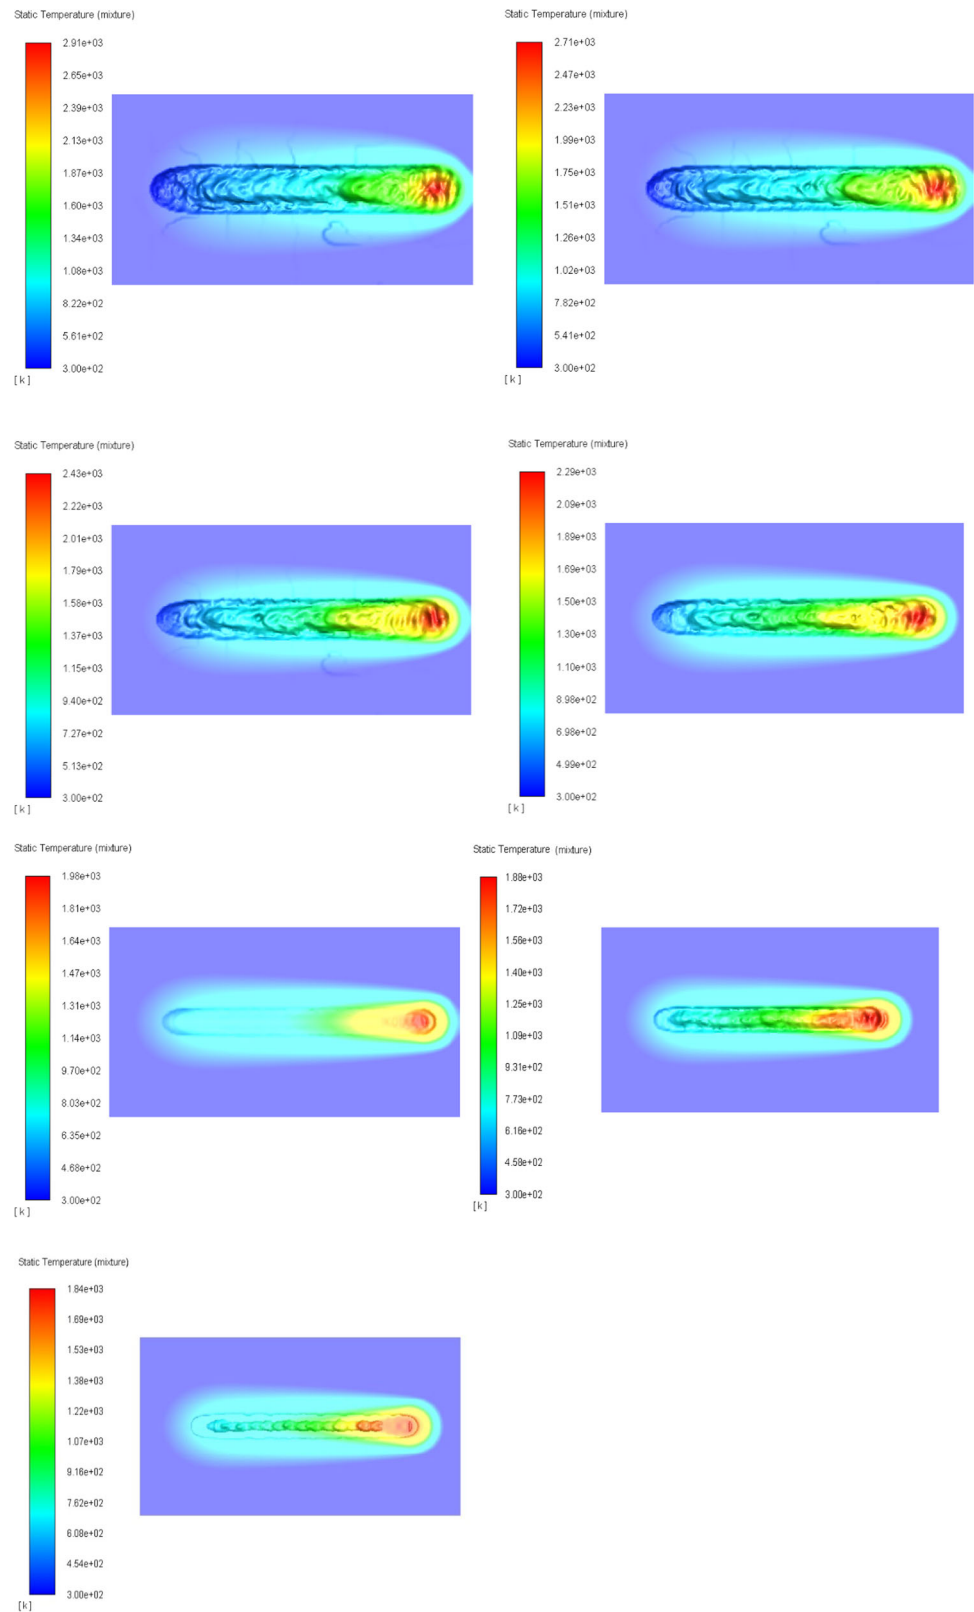 Static Temperature (mixture)
2.91e+03
2.65e+03
2.39e+03
2.13e+03
1.87e+03
1.60e+03
1.34e+03
1.08e+03
8.22e+02
5.61e+02
3.00e+02
[k]
Static Temperature (mixture)
2.71e+03
2.47e+03
2.23e+03
1.99e+03
1.75e+03
1.51e+03
1.26e+03
1.02e+03
7.82e+02
5.41e+02
3.00e+02
[k]
Static Temperature (mixture)
2.43e+03
2.22e+03
2.01e+03
1.79e+03
1.58e+03
1.37e+03
1.15e+03
9.40e+02
7.27e+02
5.13e+02
3.00e+02
[k]
Static Temperature (mixture)
2.29e+03
2.09e+03
1.89e+03
1.69e+03
1.50e+03
1.30e+03
1.10e+03
8.98e+02
6.98e+02
4.99e+02
3.00e+02
[k]
Static Temperature (mixture)
1.98e+03
1.81e+03
1.64e+03
1.47e+03
1.31e+03
1.14e+03
9.70e+02
8.03e+02
6.35e+02
4.68e+02
3.00e+02
[k]
Static Temperature (mixture)
1.88e+03
1.72e+03
1.56e+03
1.40e+03
1.25e+03
1.09e+03
9.31e+02
7.73e+02
6.16e+02
4.58e+02
3.00e+02
[k]
Static Temperature (mixture)
1.84e+03
1.69e+03
1.53e+03
1.38e+03
1.22e+03
1.07e+03
9.16e+02
7.62e+02
6.08e+02
4.54e+02
3.00e+02
[k]